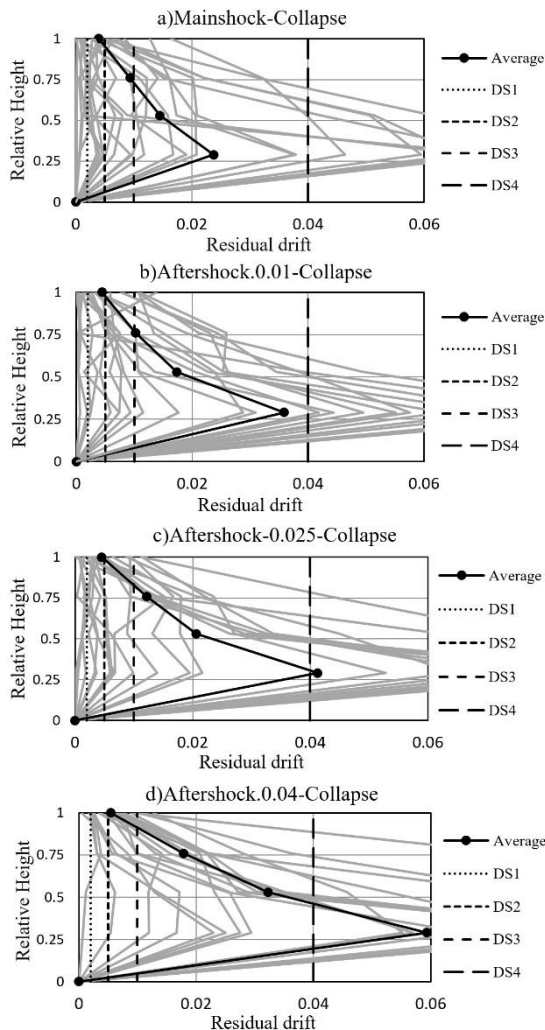 a)Mainshock-Collapse
Relative Height
1
0.75
0.5
0.25
0
0
0.02
0.04
0.06
Residual drift
Average
DS1
DS2
DS3
DS4
b)Aftershock.0.01-Collapse
Relative Height
1
0.75
0.5
0.25
0
0
0.02
0.04
0.06
Residual drift
Average
DS1
DS2
DS3
DS4
c)Aftershock-0.025-Collapse
Relative Height
1
0.75
0.5
0.25
0
0
0.02
0.04
0.06
Residual drift
Average
DS1
DS2
DS3
DS4
d)Aftershock.0.04-Collapse
Relative Height
1
0.75
0.5
0.25
0
0
0.02
0.04
0.06
Residual drift
Average
DS1
DS2
DS3
DS4